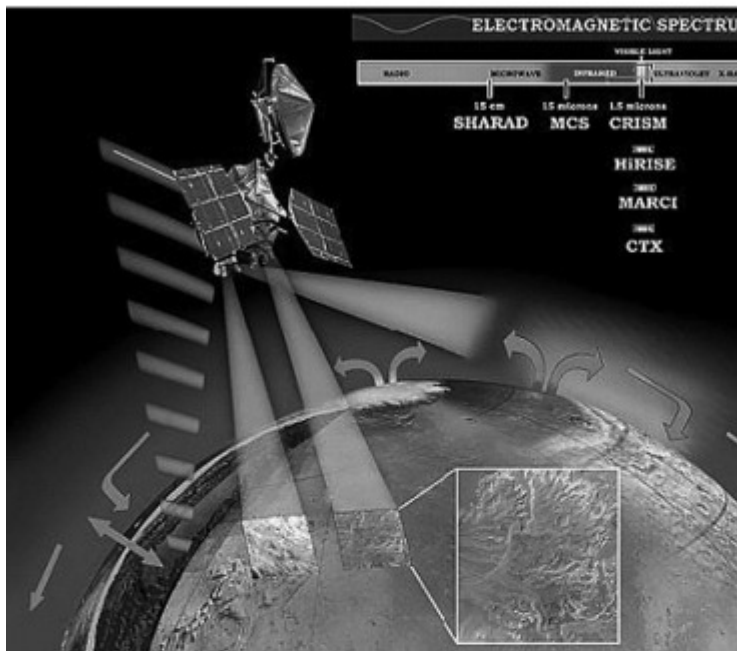 ELECTROMAGNETIC SPECTRU
VISIBLE LIGHT
RADIO MICROWAVE INFRARED ULTRAVIOLET X-RA
15 cm 15 microns 1.5 microns
SHARAD MCS CRISM
HiRISE
MARCI
CTX